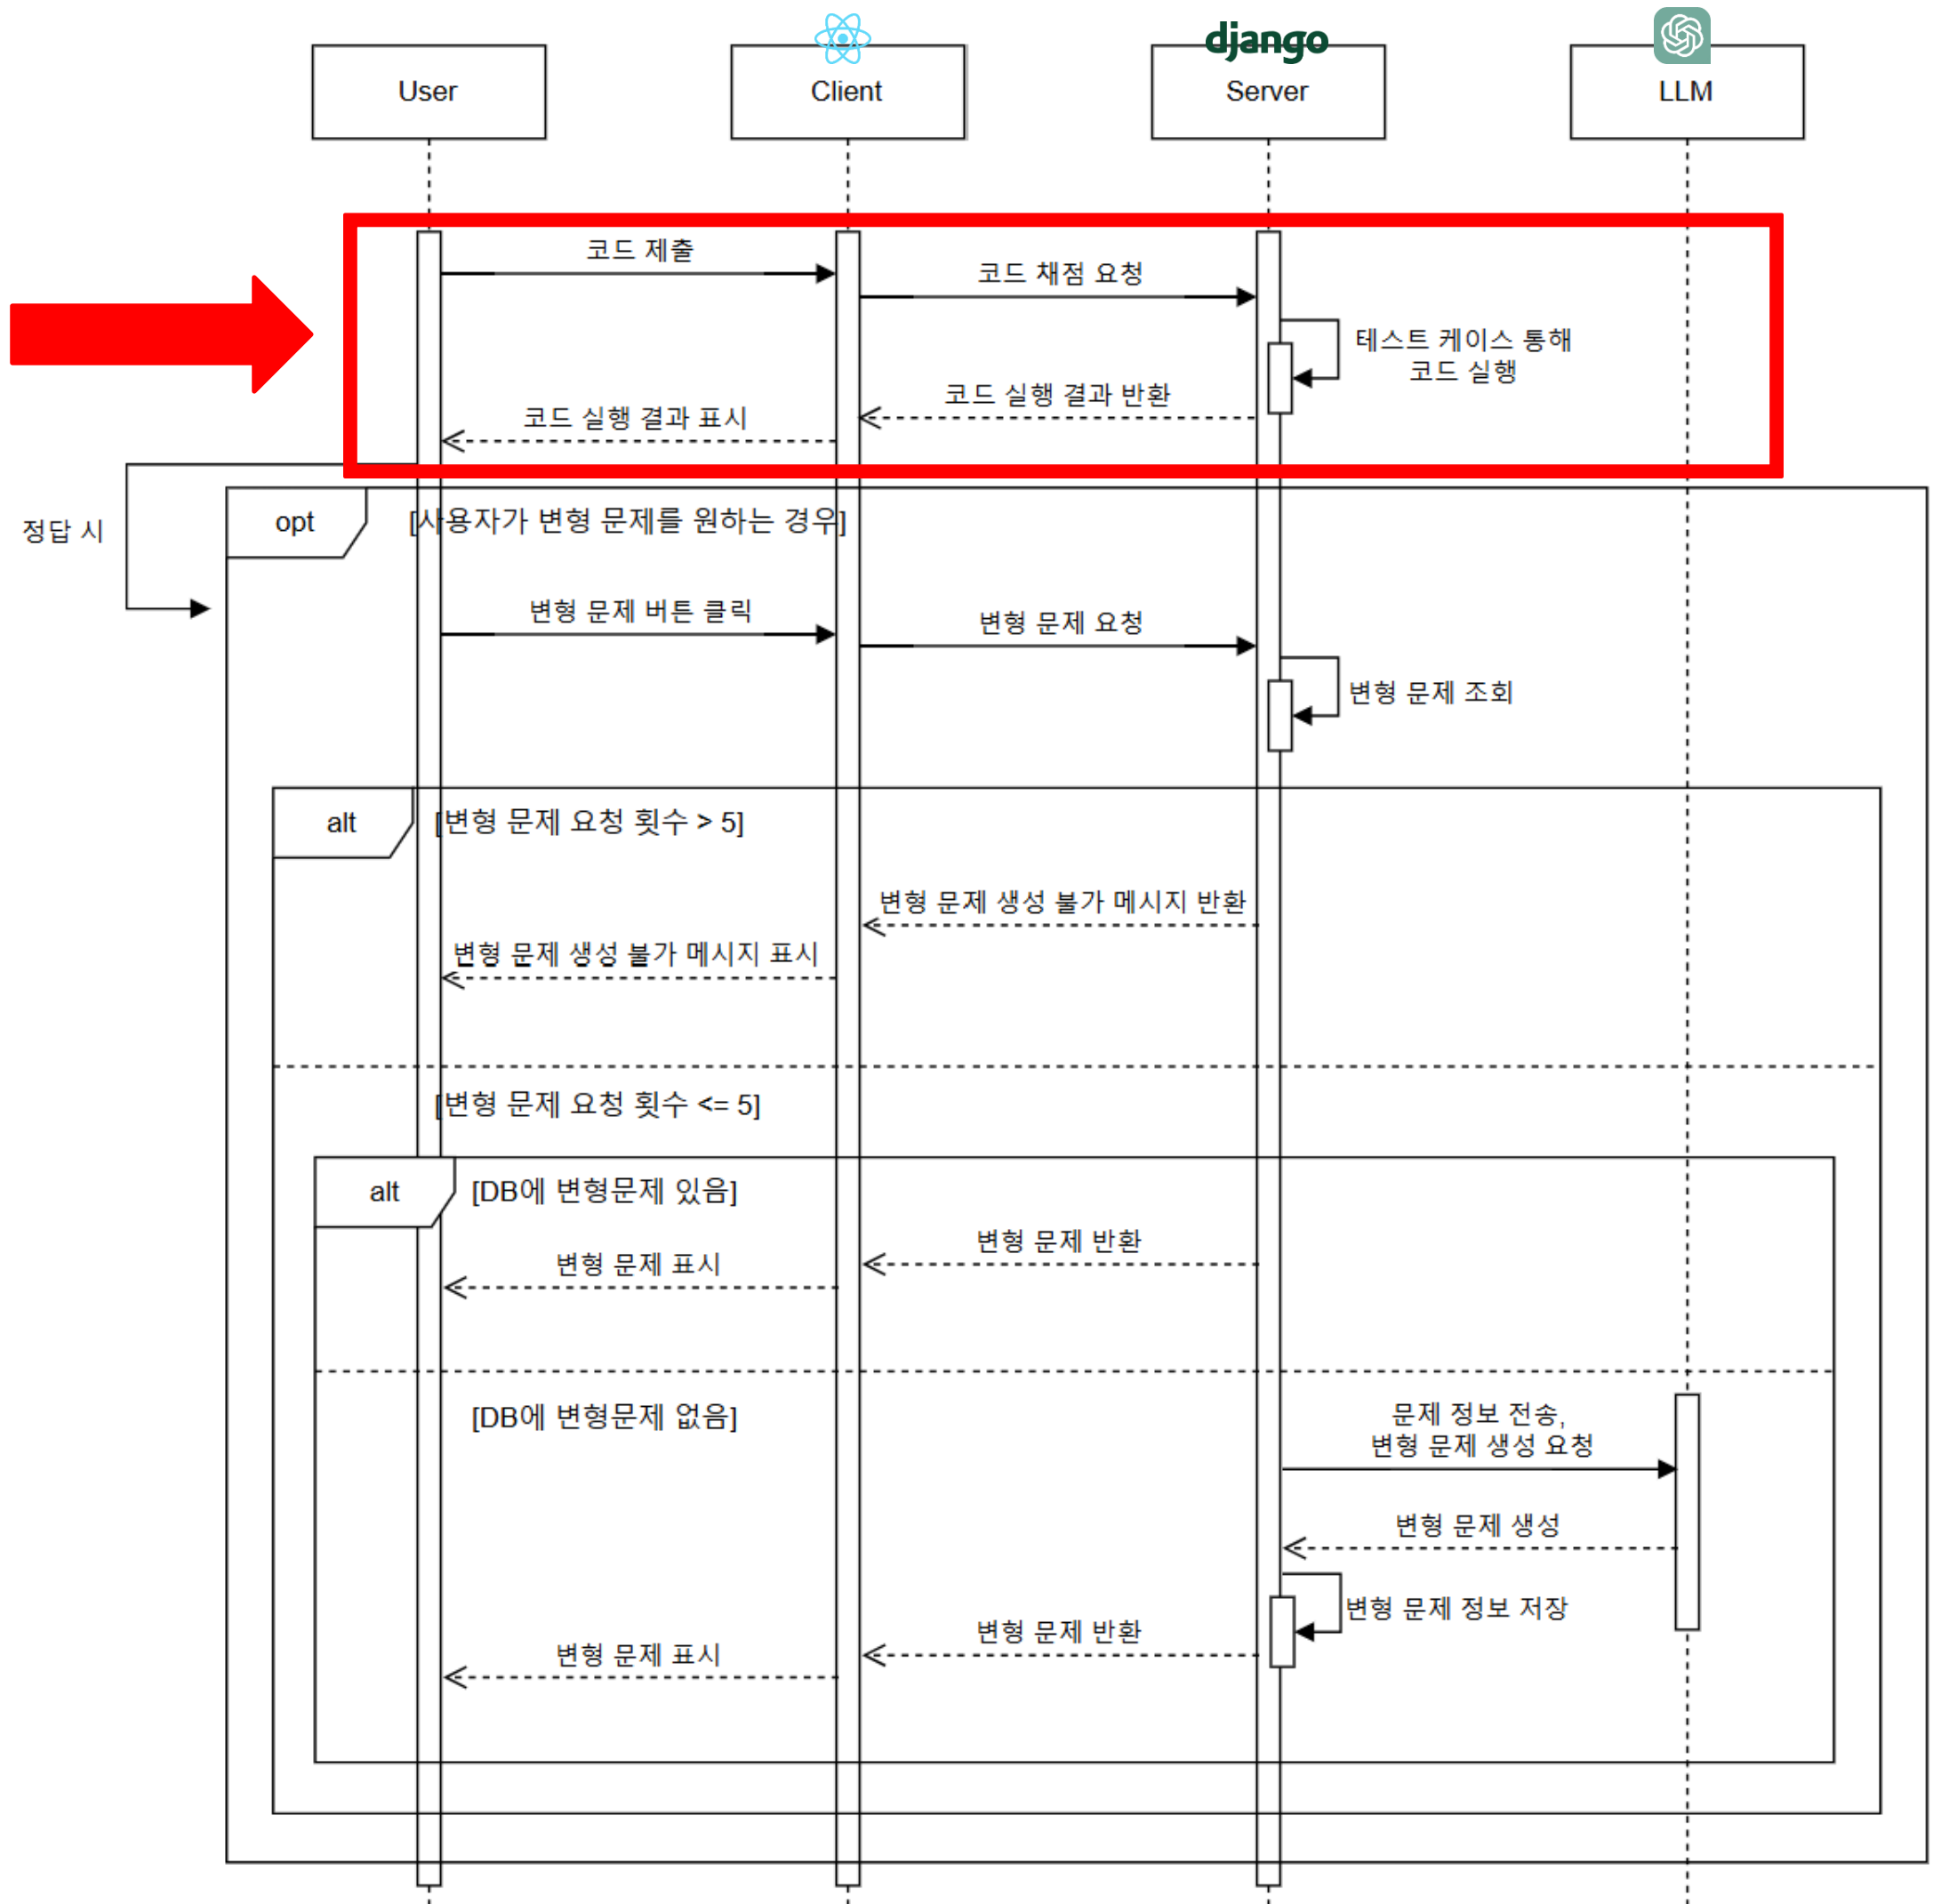 django
User
Client
Server
LLM
코드 제출
코드 채점 요청
테스트 케이스 통해
코드 실행
코드 실행 결과 반환
코드 실행 결과 표시
정답 시
opt
[사용자가 변형 문제를 원하는 경우]
변형 문제 버튼 클릭
변형 문제 요청
변형 문제 조회
alt
[변형 문제 요청 횟수 > 5]
변형 문제 생성 불가 메시지 반환
변형 문제 생성 불가 메시지 표시
[변형 문제 요청 횟수 <= 5]
alt
[DB에 변형문제 있음]
변형 문제 반환
변형 문제 표시
[DB에 변형문제 없음]
문제 정보 전송,
변형 문제 생성 요청
변형 문제 생성
변형 문제 정보 저장
변형 문제 반환
변형 문제 표시